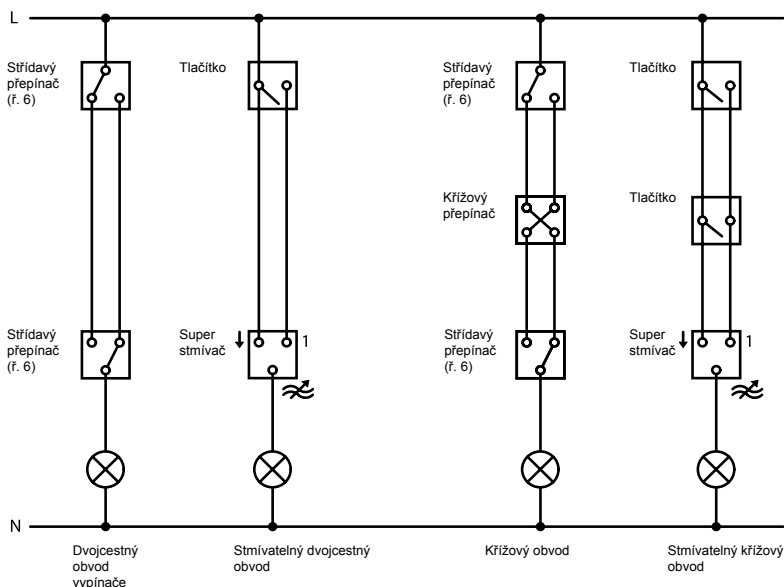 L
Střídavý
přepínač
(ř. 6)
Tlačítko
Střídavý
přepínač
(ř. 6)
Tlačítko
Křížový
přepínač
Tlačítko
Střídavý
přepínač
(ř. 6)
Super
stmívač
1
Střídavý
přepínač
(ř. 6)
Super
stmívač
1
N
Dvojcestný
obvod
vypínače
Stmívatelný dvojcestný
obvod
Křížový obvod
Stmívatelný křížový
obvod